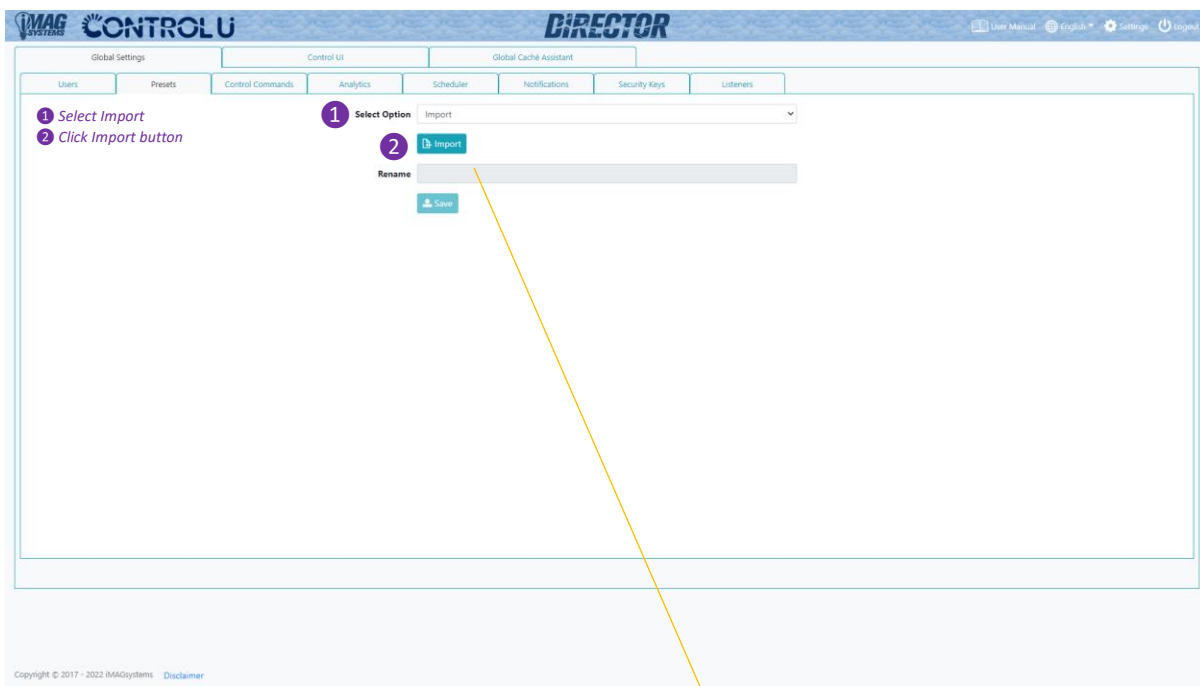 iMAG SYSTEMS CONTROL Ui DiRECTOR User Manual English Settings Logout
Global Settings Control UI Global Caché Assistant
Users Presets Control Commands Analytics Scheduler Notifications Security Keys Listeners
1 Select Import
2 Click Import button
1 Select Option Import
2 Import
Rename
Save
Copyright © 2017 - 2022 iMAGsystems Disclaimer